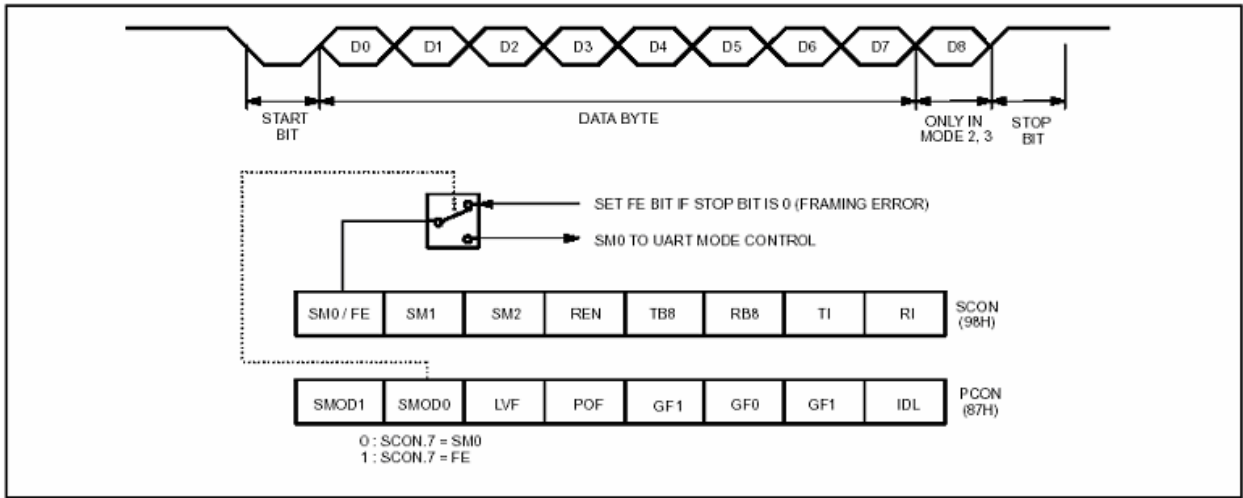 D0 D1 D2 D3 D4 D5 D6 D7 D8
START
BIT
DATA BYTE
ONLY IN
MODE 2, 3
STOP
BIT
SET FE BIT IF STOP BIT IS 0 (FRAMING ERROR)
SM0 TO UART MODE CONTROL
SM0 / FE SM1 SM2 REN TB8 RB8 TI RI
SCON
(98H)
SMOD1 SMOD0 LVF POF GF1 GF0 GF1 IDL
PCON
(87H)
0 : SCON.7 = SM0
1 : SCON.7 = FE